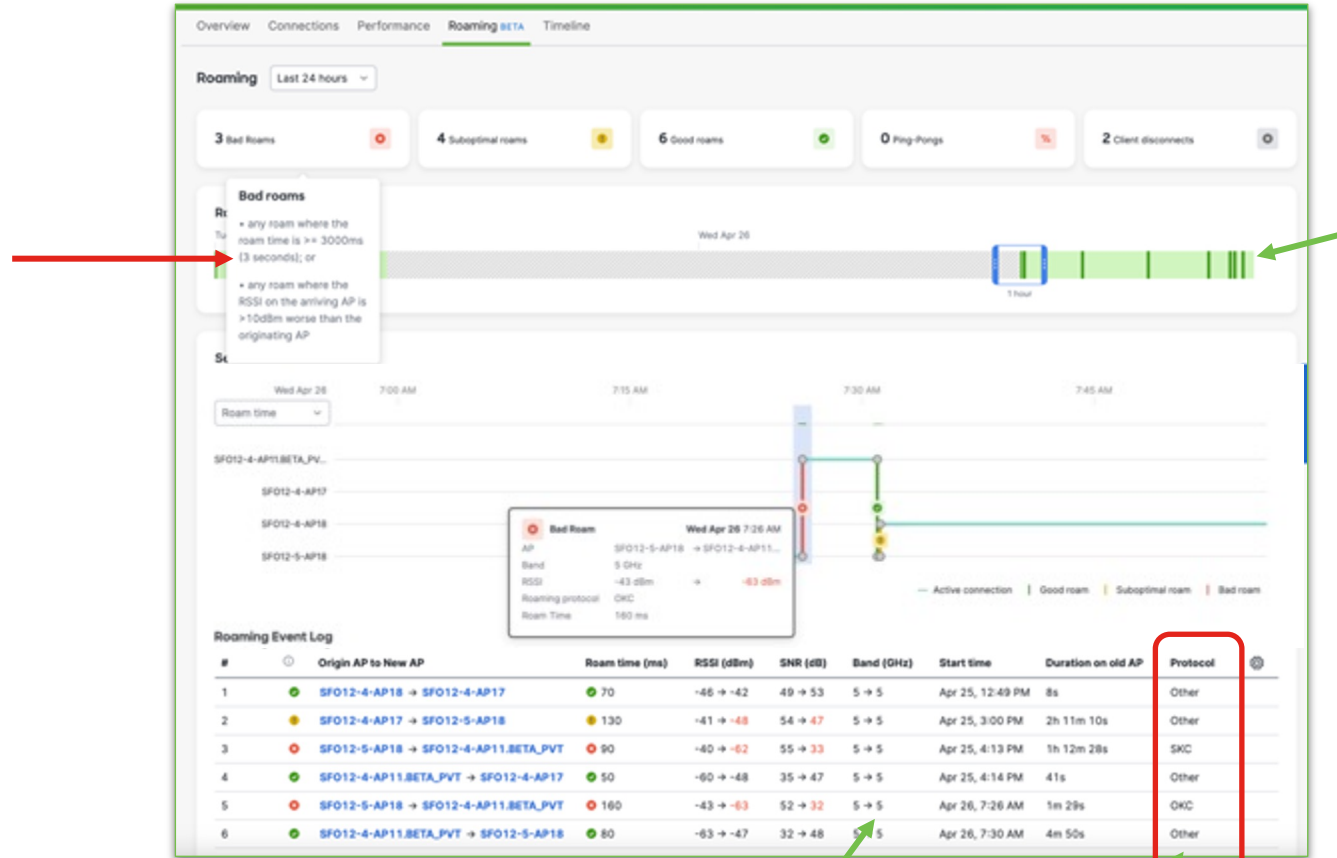 Overview Connections Performance Roaming BETA Timeline
Roaming Last 24 hours
3 Bad Roams 4 Suboptimal roams 6 Good roams 0 Ping-Pongs % 2 Client disconnects
Bad roams
• any roam where the
roam time is >= 3000ms
(3 seconds); or
• any roam where the
RSSI on the arriving AP is
>10dBm worse than the
originating AP
Wed Apr 26
1 hour
Wed Apr 26 7:00 AM 7:15 AM 7:30 AM 7:45 AM
Roam time
SFO12-4-AP11.BETA_PV...
SFO12-4-AP17
SFO12-4-AP18
SFO12-5-AP18
Bad Roam Wed Apr 26 7:26 AM
AP SFO12-5-AP18 → SFO12-4-AP11...
Band 5 GHz
RSSI -43 dBm → -63 dBm
Roaming protocol OKC
Roam Time 160 ms
Active connection Good roam Suboptimal roam Bad roam
Roaming Event Log
# Origin AP to New AP Roam time (ms) RSSI (dBm) SNR (dB) Band (GHz) Start time Duration on old AP Protocol
1 SFO12-4-AP18 → SFO12-4-AP17 70 -46 → -42 49 → 53 5 → 5 Apr 25, 12:49 PM 8s Other
2 SFO12-4-AP17 → SFO12-5-AP18 130 -41 → -48 54 → 47 5 → 5 Apr 25, 3:00 PM 2h 11m 10s Other
3 SFO12-5-AP18 → SFO12-4-AP11.BETA_PVT 90 -40 → -62 55 → 33 5 → 5 Apr 25, 4:13 PM 1h 12m 28s SKC
4 SFO12-4-AP11.BETA_PVT → SFO12-4-AP17 50 -60 → -48 35 → 47 5 → 5 Apr 25, 4:14 PM 41s Other
5 SFO12-5-AP18 → SFO12-4-AP11.BETA_PVT 160 -43 → -63 52 → 32 5 → 5 Apr 26, 7:26 AM 1m 29s OKC
6 SFO12-4-AP11.BETA_PVT → SFO12-5-AP18 80 -63 → -47 32 → 48 5 → 5 Apr 26, 7:30 AM 4m 50s Other